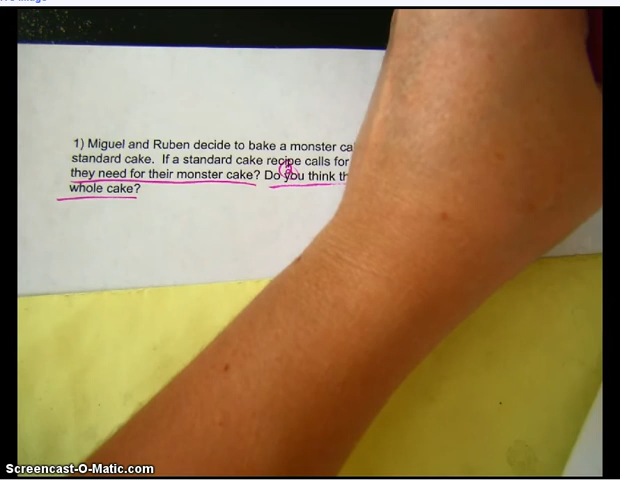 1) Miguel and Ruben decide to bake a monster ca
standard cake. If a standard cake recipe calls for
they need for their monster cake? Do you think th
2
whole cake?
Screencast-O-Matic.com